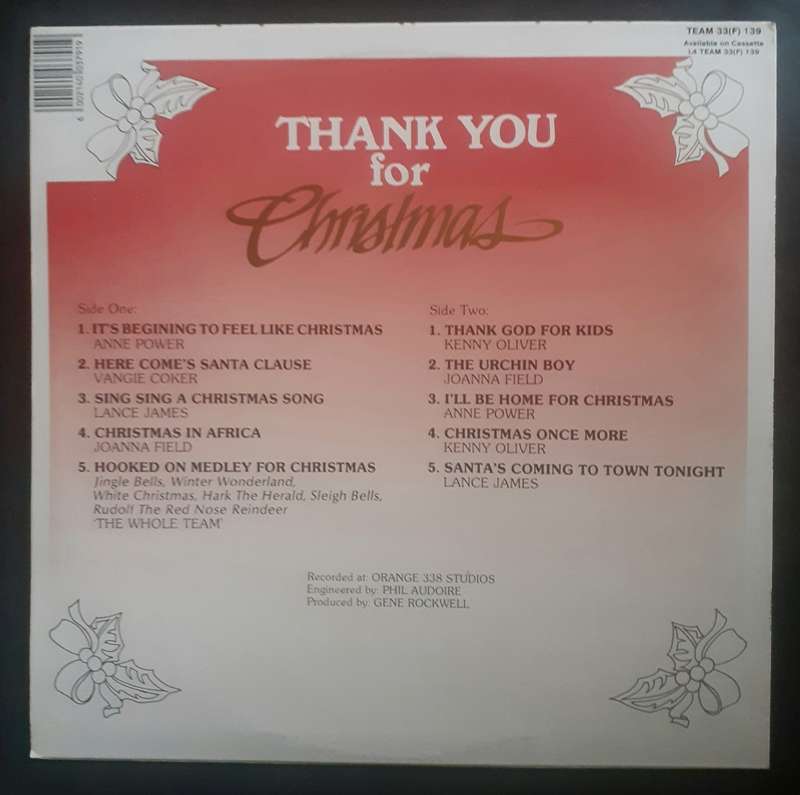 TEAM 33(F) 139
Available on Cassette
L4 TEAM 33(F) 139
6 002140 303791 9
THANK YOU
for
Christmas
Side One:
1. IT'S BEGINING TO FEEL LIKE CHRISTMAS
ANNE POWER
2. HERE COME'S SANTA CLAUSE
VANGIE COKER
3. SING SING A CHRISTMAS SONG
LANCE JAMES
4. CHRISTMAS IN AFRICA
JOANNA FIELD
5. HOOKED ON MEDLEY FOR CHRISTMAS
Jingle Bells, Winter Wonderland,
White Christmas, Hark The Herald, Sleigh Bells,
Rudolf The Red Nose Reindeer
'THE WHOLE TEAM'
Side Two:
1. THANK GOD FOR KIDS
KENNY OLIVER
2. THE URCHIN BOY
JOANNA FIELD
3. I'LL BE HOME FOR CHRISTMAS
ANNE POWER
4. CHRISTMAS ONCE MORE
KENNY OLIVER
5. SANTA'S COMING TO TOWN TONIGHT
LANCE JAMES
Recorded at: ORANGE 338 STUDIOS
Engineered by: PHIL AUDOIRE
Produced by: GENE ROCKWELL